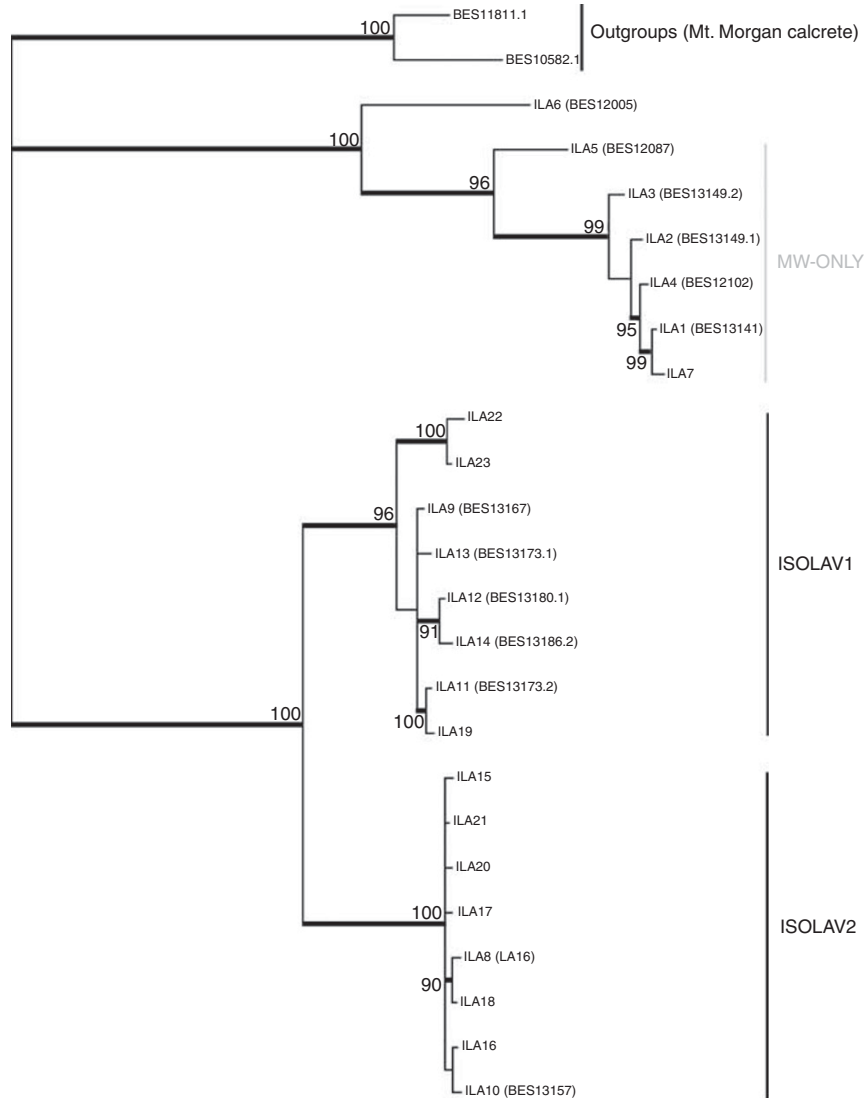 BES11811.1
100
Outgroups (Mt. Morgan calcrete)
BES10582.1
ILA6 (BES12005)
100
ILA5 (BES12087)
96
ILA3 (BES13149.2)
99
ILA2 (BES13149.1)
MW-ONLY
ILA4 (BES12102)
95
ILA1 (BES13141)
99
ILA7
ILA22
100
ILA23
96
ILA9 (BES13167)
ILA13 (BES13173.1)
ISOLAV1
ILA12 (BES13180.1)
91
ILA14 (BES13186.2)
ILA11 (BES13173.2)
100
ILA19
100
ILA15
ILA21
ILA20
100
ILA17
ISOLAV2
ILA8 (LA16)
90
ILA18
ILA16
ILA10 (BES13157)